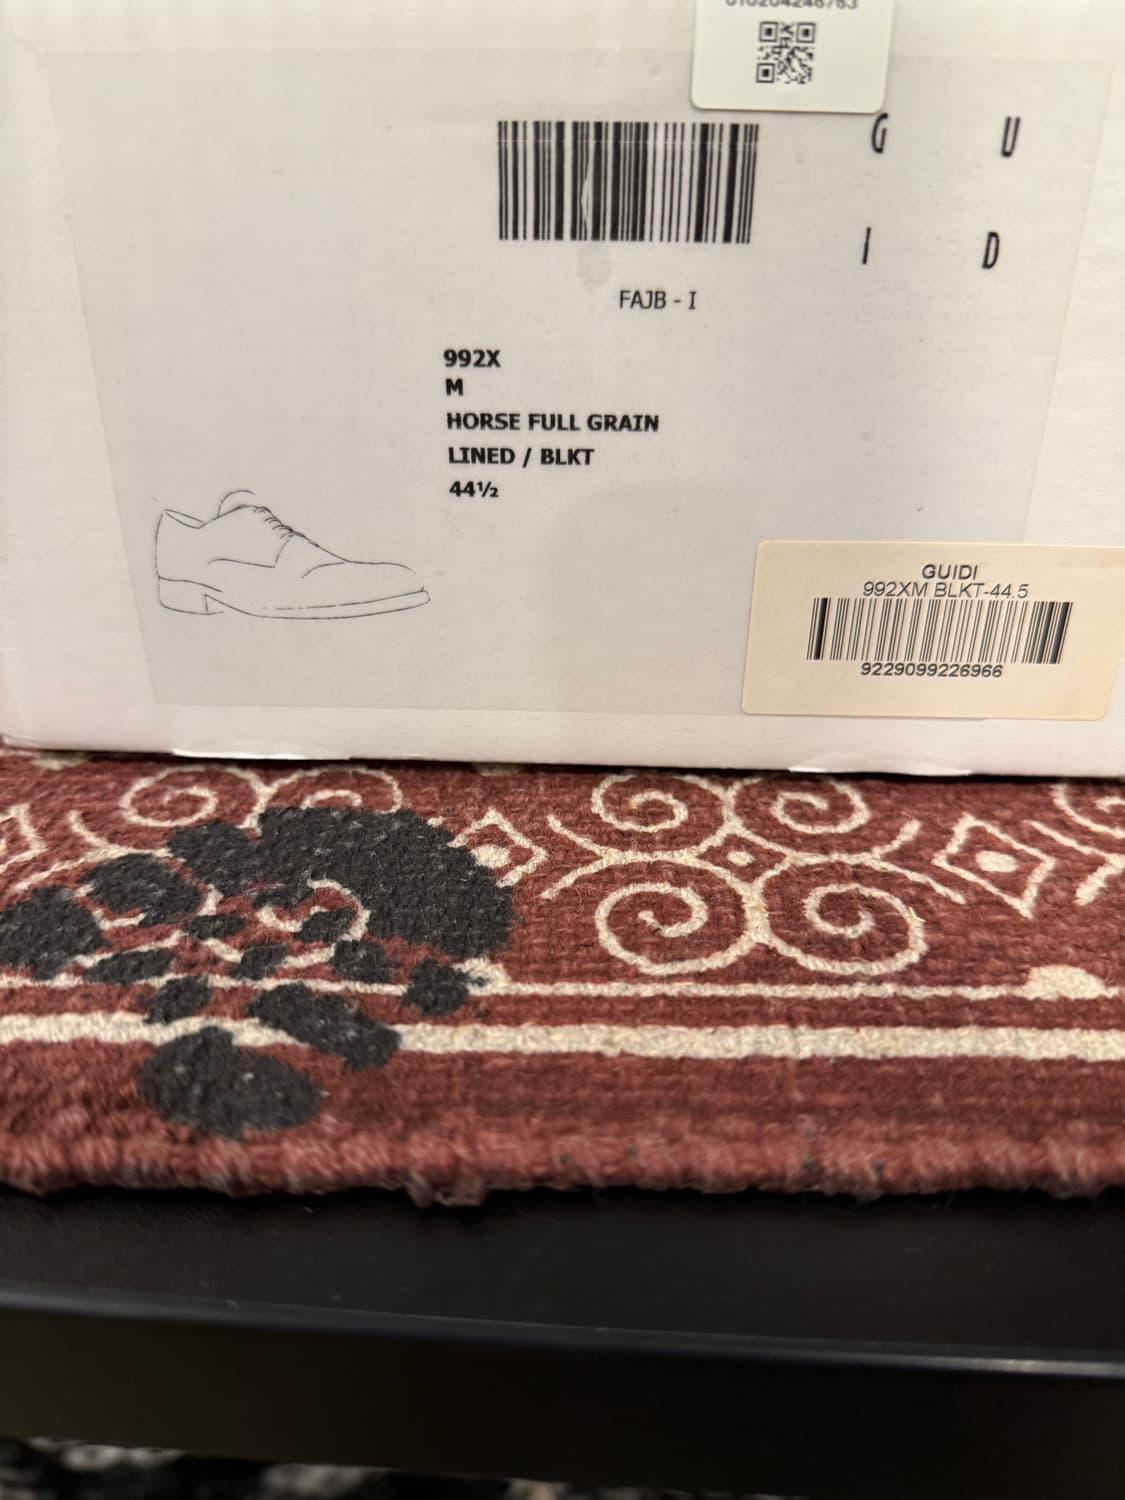 G U
I D
FAJB - I
992X
M
HORSE FULL GRAIN
LINED / BLKT
44½
GUIDI
992XM BLKT-44.5
9229099226966